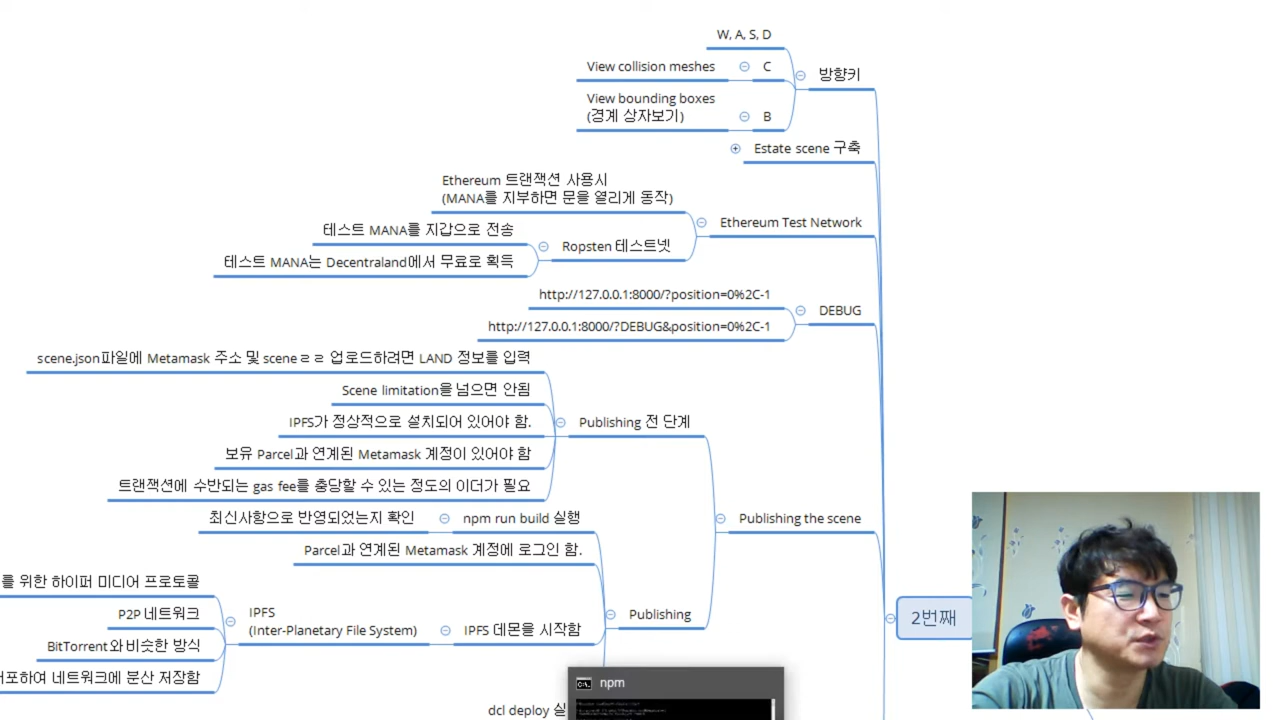 W, A, S, D
View collision meshes
C
방향키
View bounding boxes
(경계 상자보기)
B
Estate scene 구축
Ethereum 트랜잭션 사용시
(MANA를 지부하면 문을 열리게 동작)
Ethereum Test Network
테스트 MANA를 지갑으로 전송
Ropsten 테스트넷
테스트 MANA는 Decentraland에서 무료로 획득
http://127.0.0.1:8000/?position=0%2C-1
DEBUG
http://127.0.0.1:8000/?DEBUG&position=0%2C-1
scene.json파일에 Metamask 주소 및 sceneㄹㄹ 업로드하려면 LAND 정보를 입력
Scene limitation을 넘으면 안됨
IPFS가 정상적으로 설치되어 있어야 함.
Publishing 전 단계
보유 Parcel과 연계된 Metamask 계정이 있어야 함
트랜잭션에 수반되는 gas fee를 충당할 수 있는 정도의 이더가 필요
최신사항으로 반영되었는지 확인
npm run build 실행
Publishing the scene
Parcel과 연계된 Metamask 계정에 로그인 함.
를 위한 하이퍼 미디어 프로토콜
P2P 네트워크
IPFS
(Inter-Planetary File System)
IPFS 데몬을 시작함
Publishing
2번째
BitTorrent와 비슷한 방식
포하여 네트워크에 분산 저장함
npm
dcl deploy 실